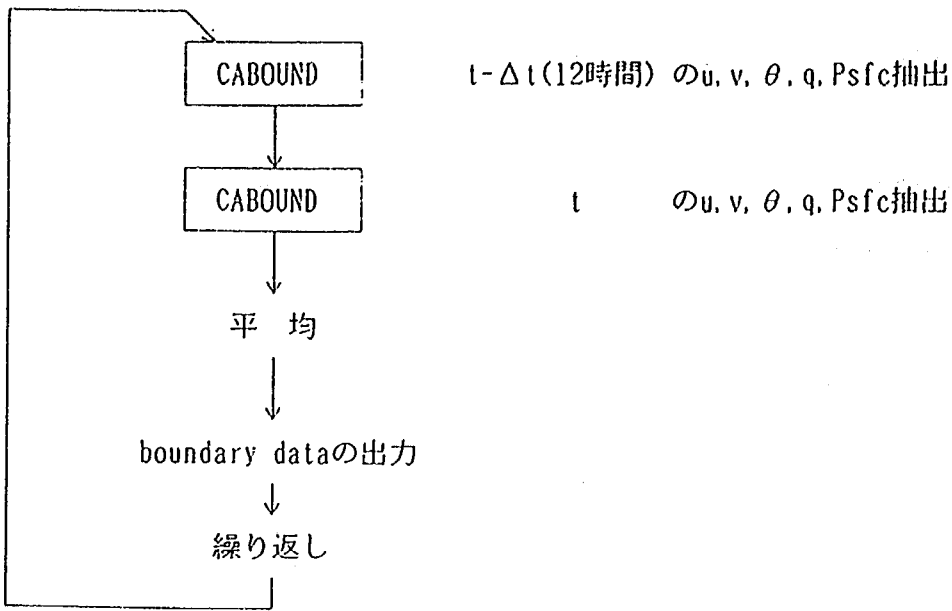 CABOUND t-Δt(12時間) のu, v, θ, q, Psfc抽出
CABOUND t のu, v, θ, q, Psfc抽出
平 均
boundary dataの出力
繰り返し